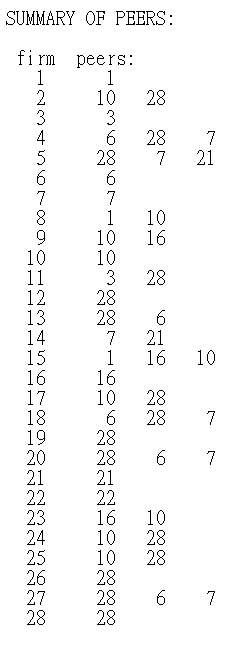 SUMMARY OF PEERS:
firm peers:
1 1
2 10 28
3 3
4 6 28 7
5 28 7 21
6 6
7 7
8 1 10
9 10 16
10 10
11 3 28
12 28
13 28 6
14 7 21
15 1 16 10
16 16
17 10 28
18 6 28 7
19 28
20 28 6 7
21 21
22 22
23 16 10
24 10 28
25 10 28
26 28
27 28 6 7
28 28